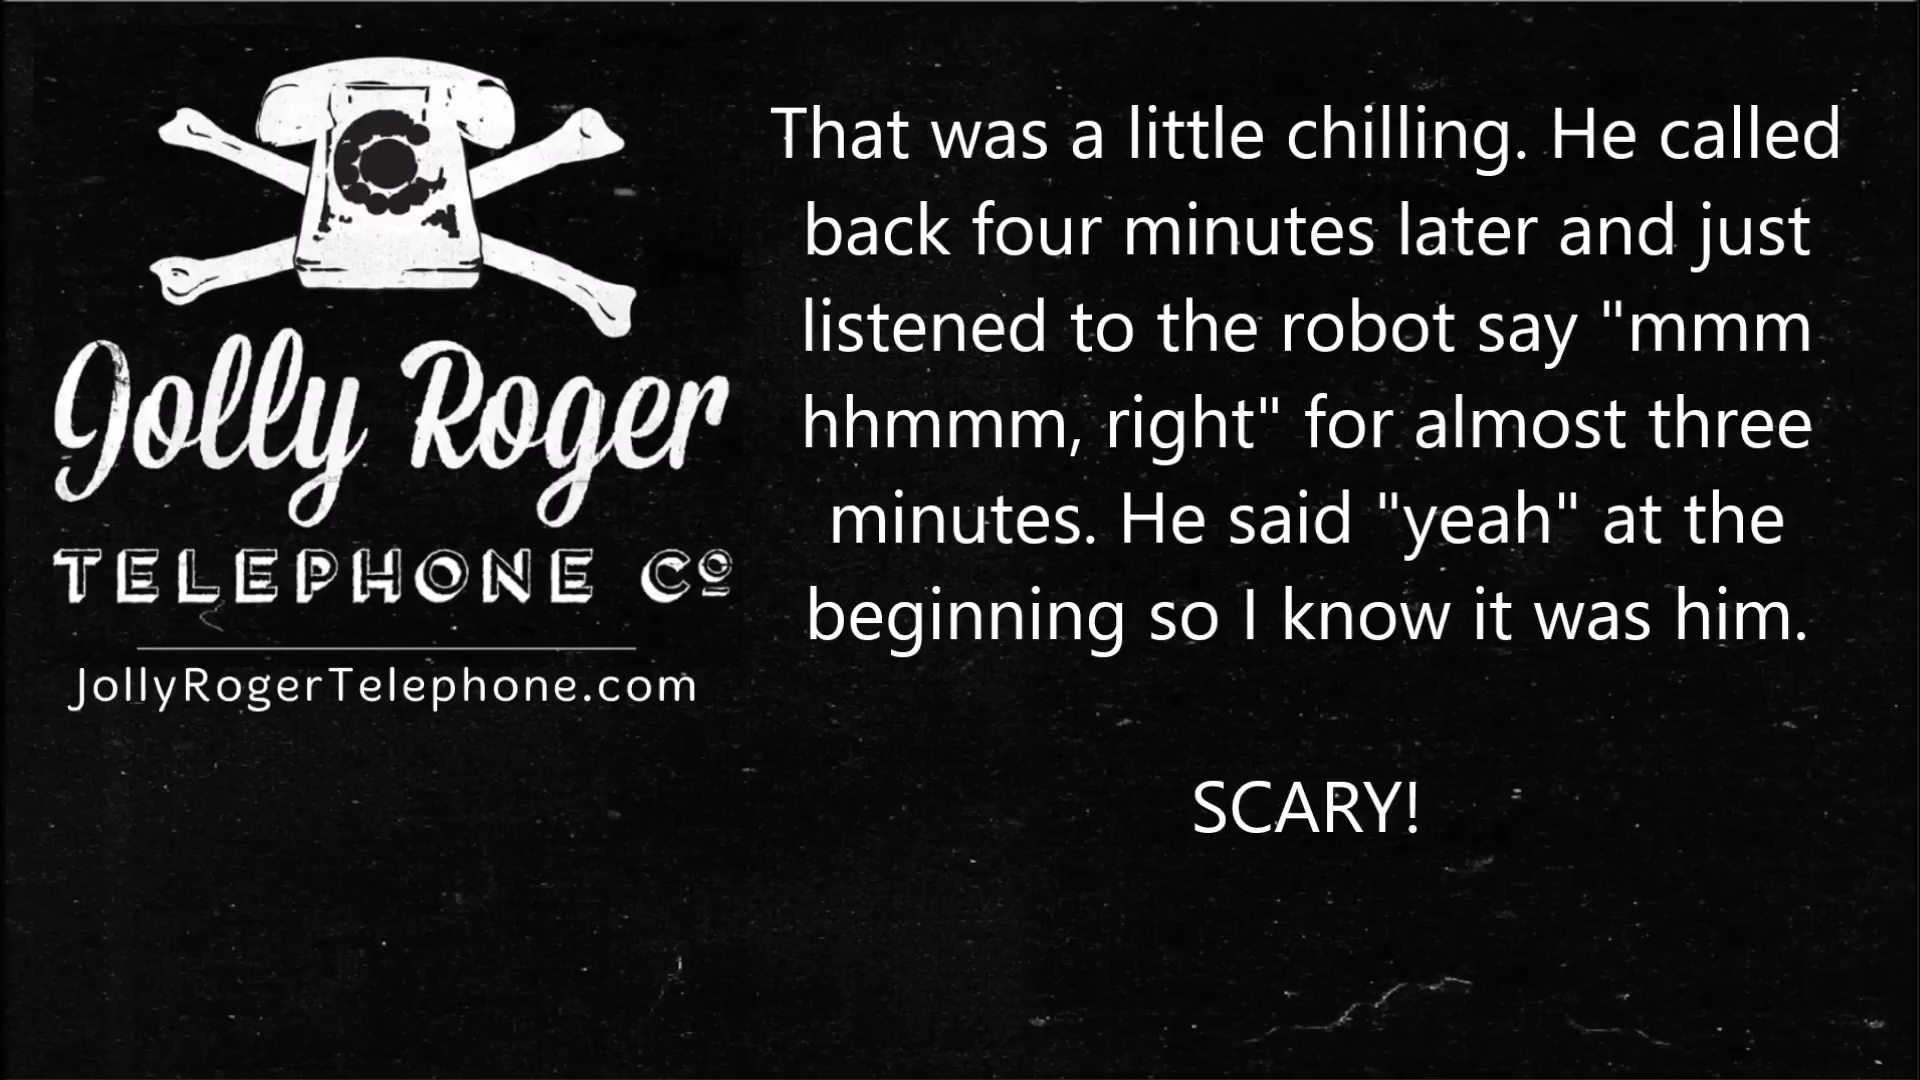 Jolly Roger
TELEPHONE Cº
JollyRogerTelephone.com
That was a little chilling. He called
back four minutes later and just
listened to the robot say "mmm
hhmmm, right" for almost three
minutes. He said "yeah" at the
beginning so I know it was him.
SCARY!